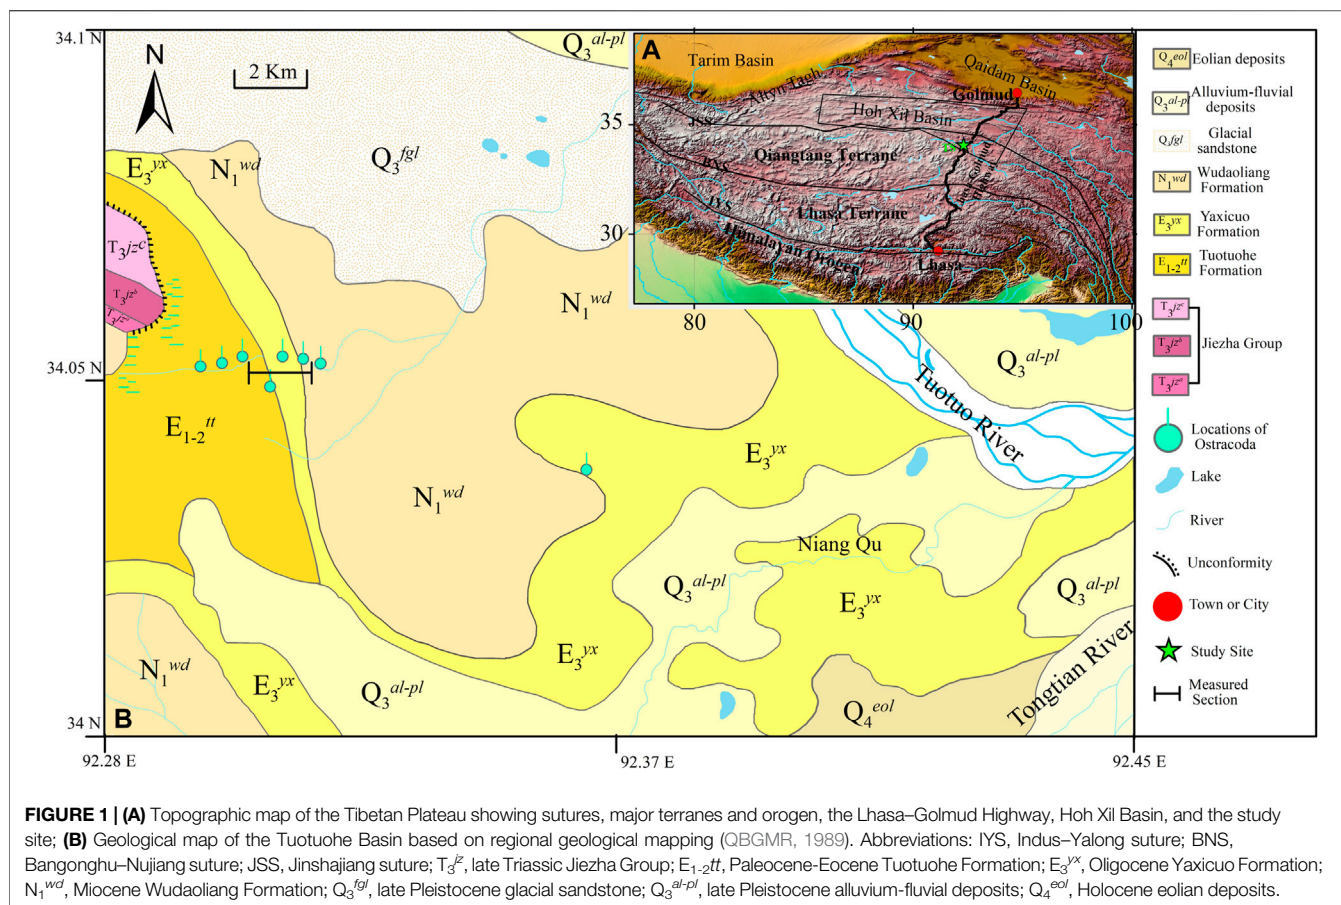 34.1 N
N
2 Km
Q3al-pl
A
Tarim Basin
Altyn Tagh
Qaidam Basin
Golmud
Hoh Xil Basin
35
JSS
Qiangtang Terrane
BNS
IYS
Lhasa Terrane
30
Himalayan Orogen
Lhasa
80
90
100
E3yx
N1wd
Q3fgl
T3jzc
T3jzb
T3jza
N1wd
34.05 N
E1-2tt
Tuotuo River
Q3al-pl
E3yx
N1wd
Niang Qu
Q3al-pl
E3yx
Q3al-pl
E3yx
N1wd
E3yx
Q3al-pl
Q4eol
Tongtian River
34 N
B
92.28 E
92.37 E
92.45 E
Q4eol Eolian deposits
Q3al-pl Alluvium-fluvial
deposits
Q3fgl Glacial
sandstone
N1wd Wudaoliang
Formation
E3yx Yaxicuo
Formation
E1-2tt Tuotuohe
Formation
T3jzc
T3jzb Jiezha Group
T3jza
Locations of
Ostracoda
Lake
River
Unconformity
Town or City
Study Site
Measured
Section
FIGURE 1 | (A) Topographic map of the Tibetan Plateau showing sutures, major terranes and orogen, the Lhasa–Golmud Highway, Hoh Xil Basin, and the study
site; (B) Geological map of the Tuotuohe Basin based on regional geological mapping (QBGMR, 1989). Abbreviations: IYS, Indus–Yalong suture; BNS,
Bangonghu–Nujiang suture; JSS, Jinshajiang suture; T3jz, late Triassic Jiezha Group; E1-2tt, Paleocene-Eocene Tuotuohe Formation; E3yx, Oligocene Yaxicuo Formation;
N1wd, Miocene Wudaoliang Formation; Q3fgl, late Pleistocene glacial sandstone; Q3al-pl, late Pleistocene alluvium-fluvial deposits; Q4eol, Holocene eolian deposits.